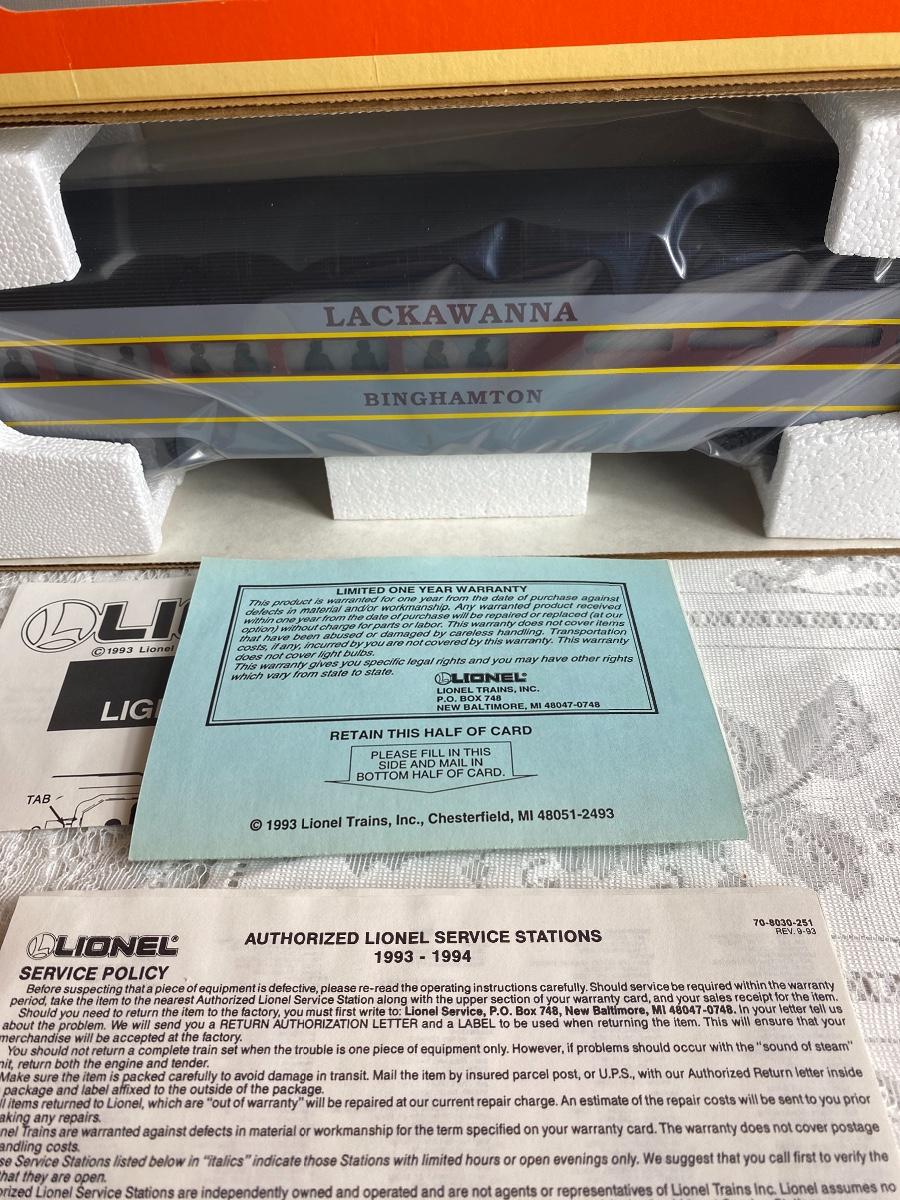 LACKAWANNA
BINGHAMTON
LI
©1993 Lionel
LIG
TAB
LIMITED ONE YEAR WARRANTY
This product is warranted for one year from the date of purchase against
defects in material and/or workmanship. Any warranted product received
within one year from the date of purchase will be repaired or replaced (at our
option) without charge for parts or labor. This warranty does not cover items
that have been abused or damaged by careless handling. Transportation
costs, if any, incurred by you are not covered by this warranty. This warranty
does not cover light bulbs.
This warranty gives you specific legal rights and you may have other rights
which vary from state to state.
LIONEL®
LIONEL TRAINS, INC.
P.O. BOX 748
NEW BALTIMORE, MI 48047-0748
RETAIN THIS HALF OF CARD
PLEASE FILL IN THIS
SIDE AND MAIL IN
BOTTOM HALF OF CARD.
© 1993 Lionel Trains, Inc., Chesterfield, MI 48051-2493
70-8030-251
REV. 9-93
LIONEL®
AUTHORIZED LIONEL SERVICE STATIONS
1993 - 1994
SERVICE POLICY
Before suspecting that a piece of equipment is defective, please re-read the operating instructions carefully. Should service be required within the warranty
period, take the item to the nearest Authorized Lionel Service Station along with the upper section of your warranty card, and your sales receipt for the item.
Should you need to return the item to the factory, you must first write to: Lionel Service, P.O. Box 748, New Baltimore, MI 48047-0748. In your letter tell us
about the problem. We will send you a RETURN AUTHORIZATION LETTER and a LABEL to be used when returning the item. This will ensure that your
merchandise will be accepted at the factory.
You should not return a complete train set when the trouble is one piece of equipment only. However, if problems should occur with the "sound of steam"
nit, return both the engine and tender.
Make sure the item is packed carefully to avoid damage in transit. Mail the item by insured parcel post, or U.P.S., with our Authorized Return letter inside
package and label affixed to the outside of the package.
ll items returned to Lionel, which are "out of warranty" will be repaired at our current repair charge. An estimate of the repair costs will be sent to you prior
aking any repairs.
nel Trains are warranted against defects in material or workmanship for the term specified on your warranty card. The warranty does not cover postage
andling costs.
se Service Stations listed below in "italics" indicate those Stations with limited hours or open evenings only. We suggest that you call first to verify the
that they are open.
orized Lionel Service Stations are independently owned and operated and are not agents or representatives of Lionel Trains Inc. Lionel assumes no